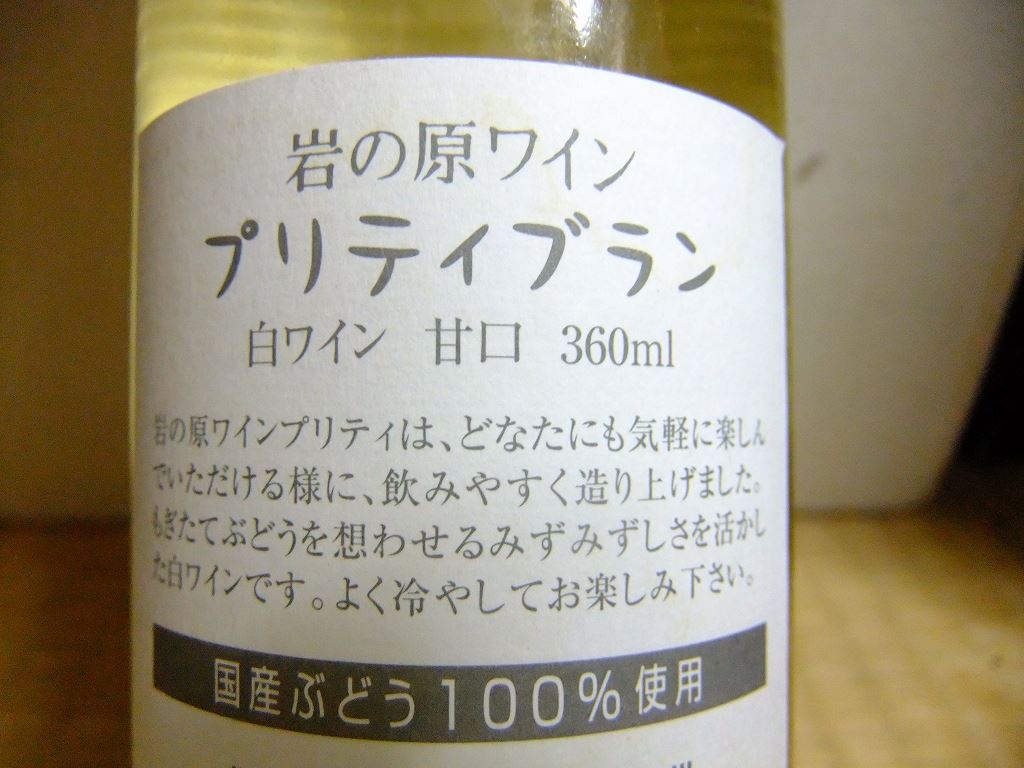 岩の原ワイン
プリティブラン
白ワイン 甘口 360ml
岩の原ワインプリティは、どなたにも気軽に楽しん
でいただける様に、飲みやすく造り上げました。
もぎたてぶどうを想わせるみずみずしさを活かし
た白ワインです。よく冷やしてお楽しみ下さい。
国産ぶどう100%使用